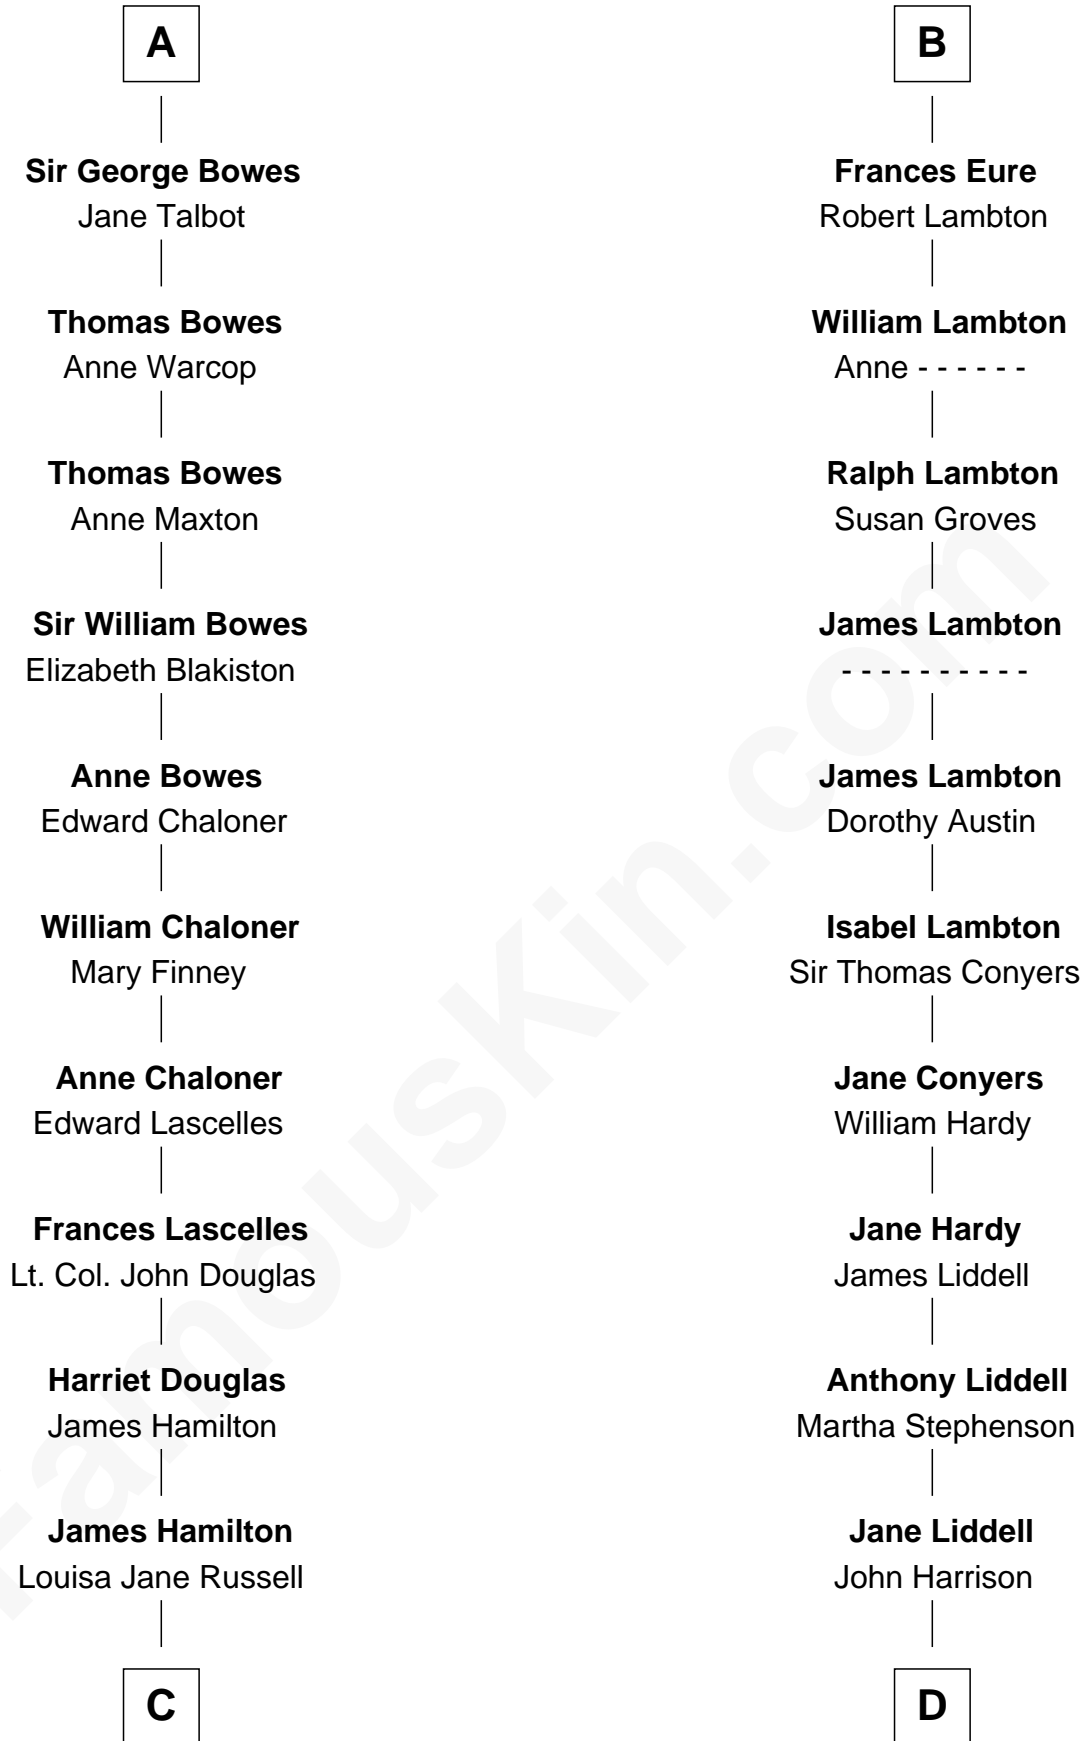 A
Sir George Bowes
Jane Talbot
Thomas Bowes
Anne Warcop
Thomas Bowes
Anne Maxton
Sir William Bowes
Elizabeth Blakiston
Anne Bowes
Edward Chaloner
William Chaloner
Mary Finney
Anne Chaloner
Edward Lascelles
Frances Lascelles
Lt. Col. John Douglas
Harriet Douglas
James Hamilton
James Hamilton
Louisa Jane Russell
C
B
Frances Eure
Robert Lambton
William Lambton
Anne - - - - - -
Ralph Lambton
Susan Groves
James Lambton
- - - - - - - - - -
James Lambton
Dorothy Austin
Isabel Lambton
Sir Thomas Conyers
Jane Conyers
William Hardy
Jane Hardy
James Liddell
Anthony Liddell
Martha Stephenson
Jane Liddell
John Harrison
D
FamousKin.com